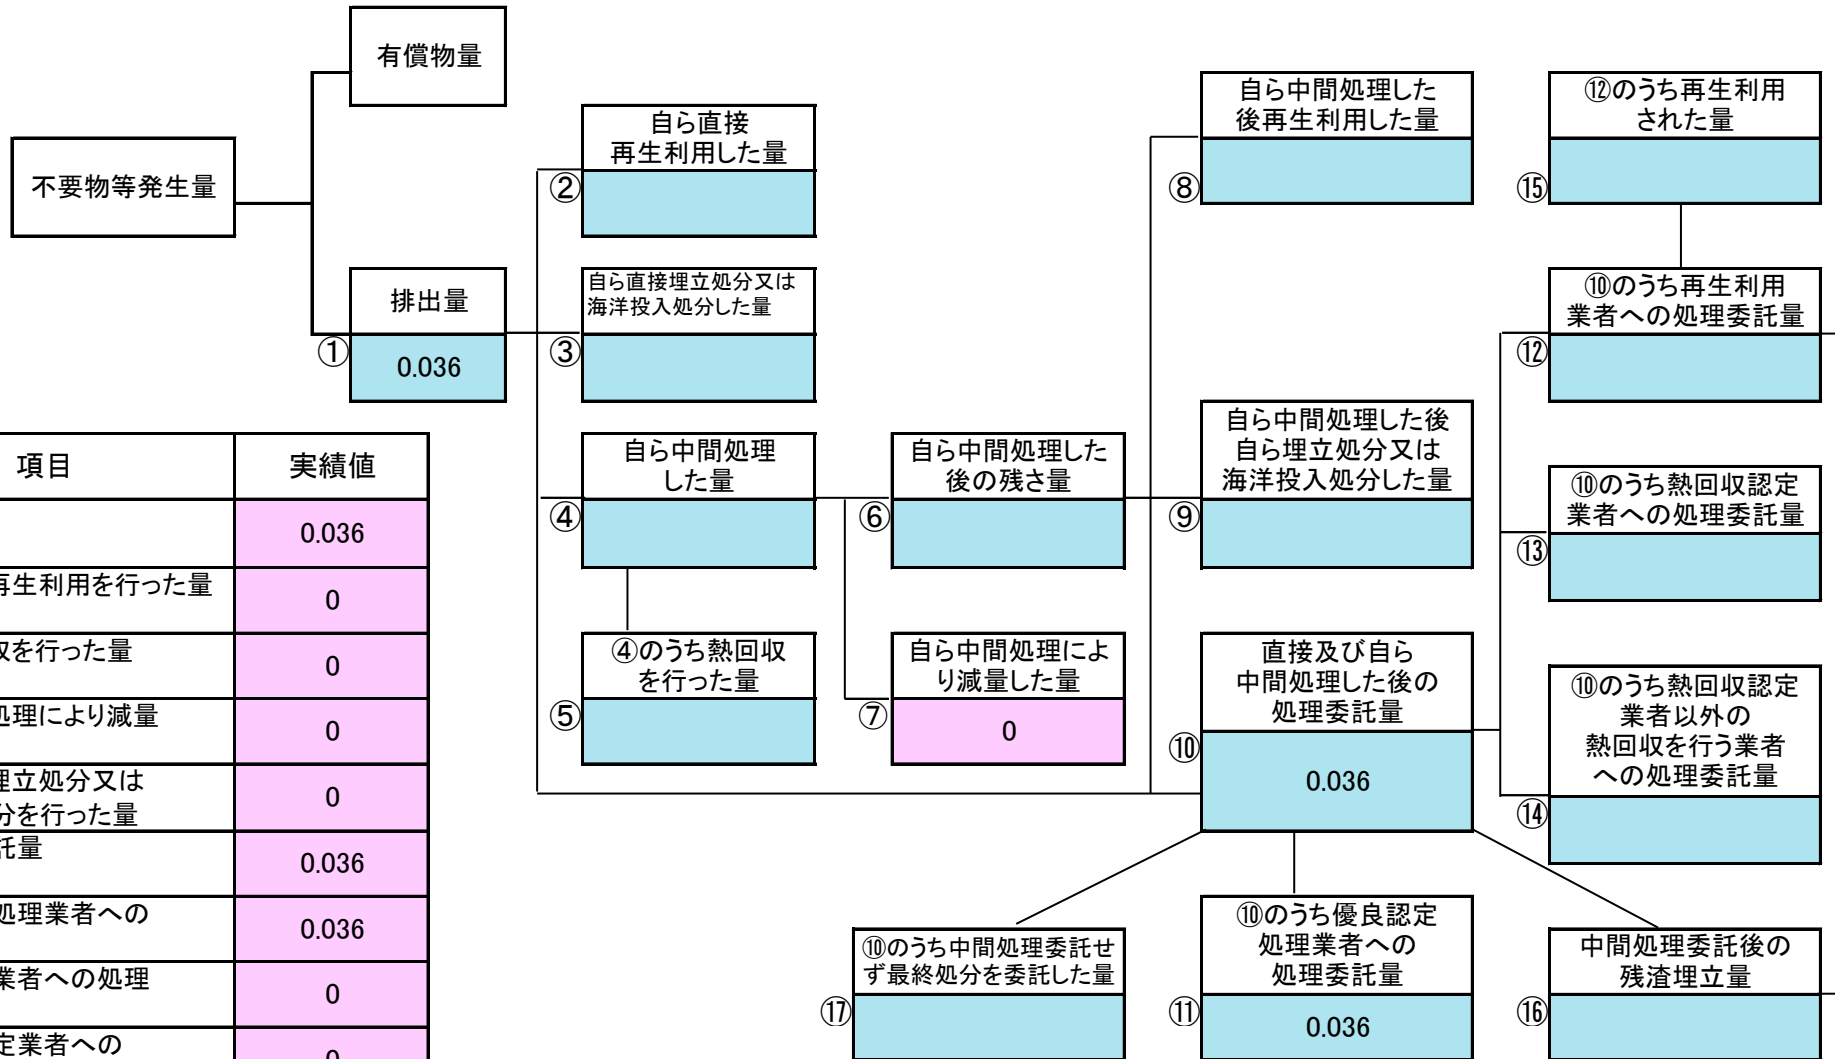 有償物量
不要物等発生量
排出量
①
0.036
自ら直接
再生利用した量
②
自ら直接埋立処分又は
海洋投入処分した量
③
自ら中間処理
した量
④
④のうち熱回収
を行った量
⑤
自ら中間処理した
後の残さ量
⑥
自ら中間処理によ
り減量した量
⑦
0
自ら中間処理した
後再生利用した量
⑧
自ら中間処理した後
自ら埋立処分又は
海洋投入処分した量
⑨
直接及び自ら
中間処理した後の
処理委託量
⑩
0.036
⑫のうち再生利用
された量
⑮
⑩のうち再生利用
業者への処理委託量
⑫
⑩のうち熱回収認定
業者への処理委託量
⑬
⑩のうち熱回収認定
業者以外の
熱回収を行う業者
への処理委託量
⑭
⑩のうち中間処理委託せ
ず最終処分を委託した量
⑰
⑩のうち優良認定
処理業者への
処理委託量
⑪
0.036
中間処理委託後の
残渣埋立量
⑯
項目
実績値
0.036
再生利用を行った量
0
収を行った量
0
処理により減量
0
埋立処分又は
分を行った量
0
託量
0.036
処理業者への
0.036
業者への処理
0
定業者への
0